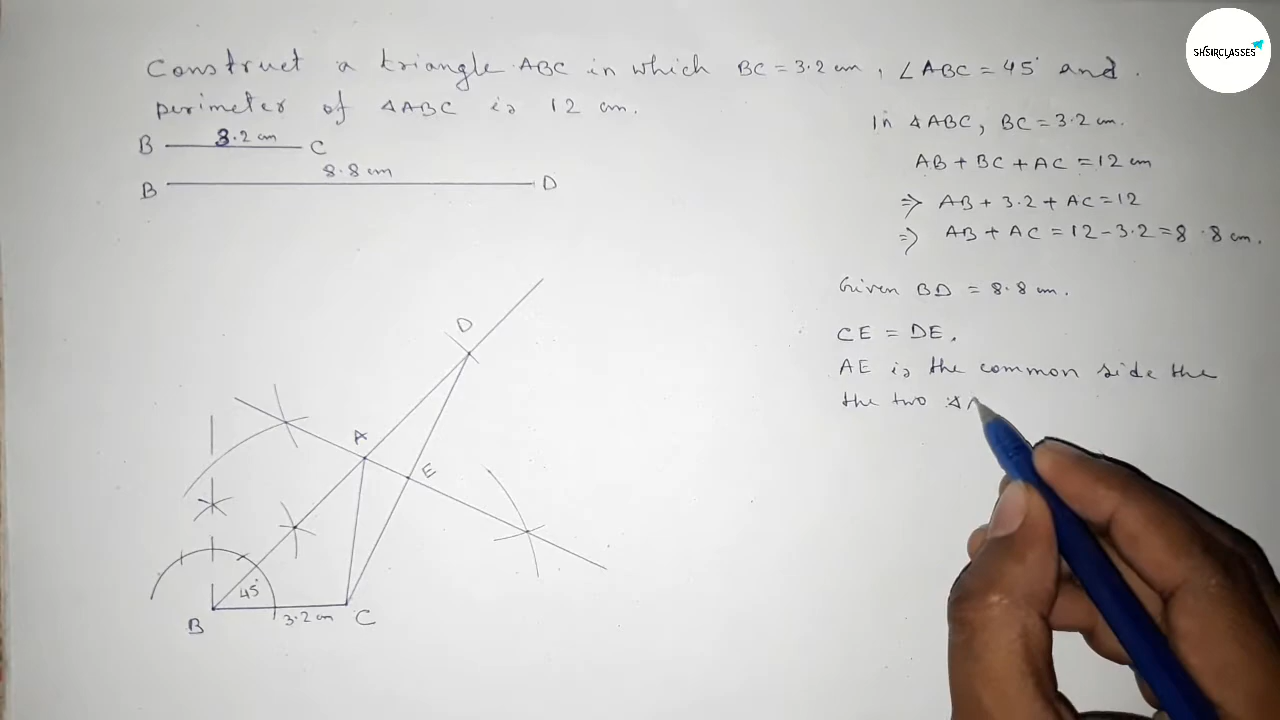 SHSIRCLASSES
Construct a triangle ABC in which BC = 3.2 cm, ∠ABC = 45° and
perimeter of △ABC is 12 cm.
B 3.2 cm C
B 8.8 cm D
In △ABC, BC = 3.2 cm.
AB + BC + AC = 12 cm
⇒ AB + 3.2 + AC = 12
⇒ AB + AC = 12 - 3.2 = 8.8 cm.
Given BD = 8.8 cm.
CE = DE,
AE is the common side the
the two △
D
A
E
45°
B 3.2 cm C